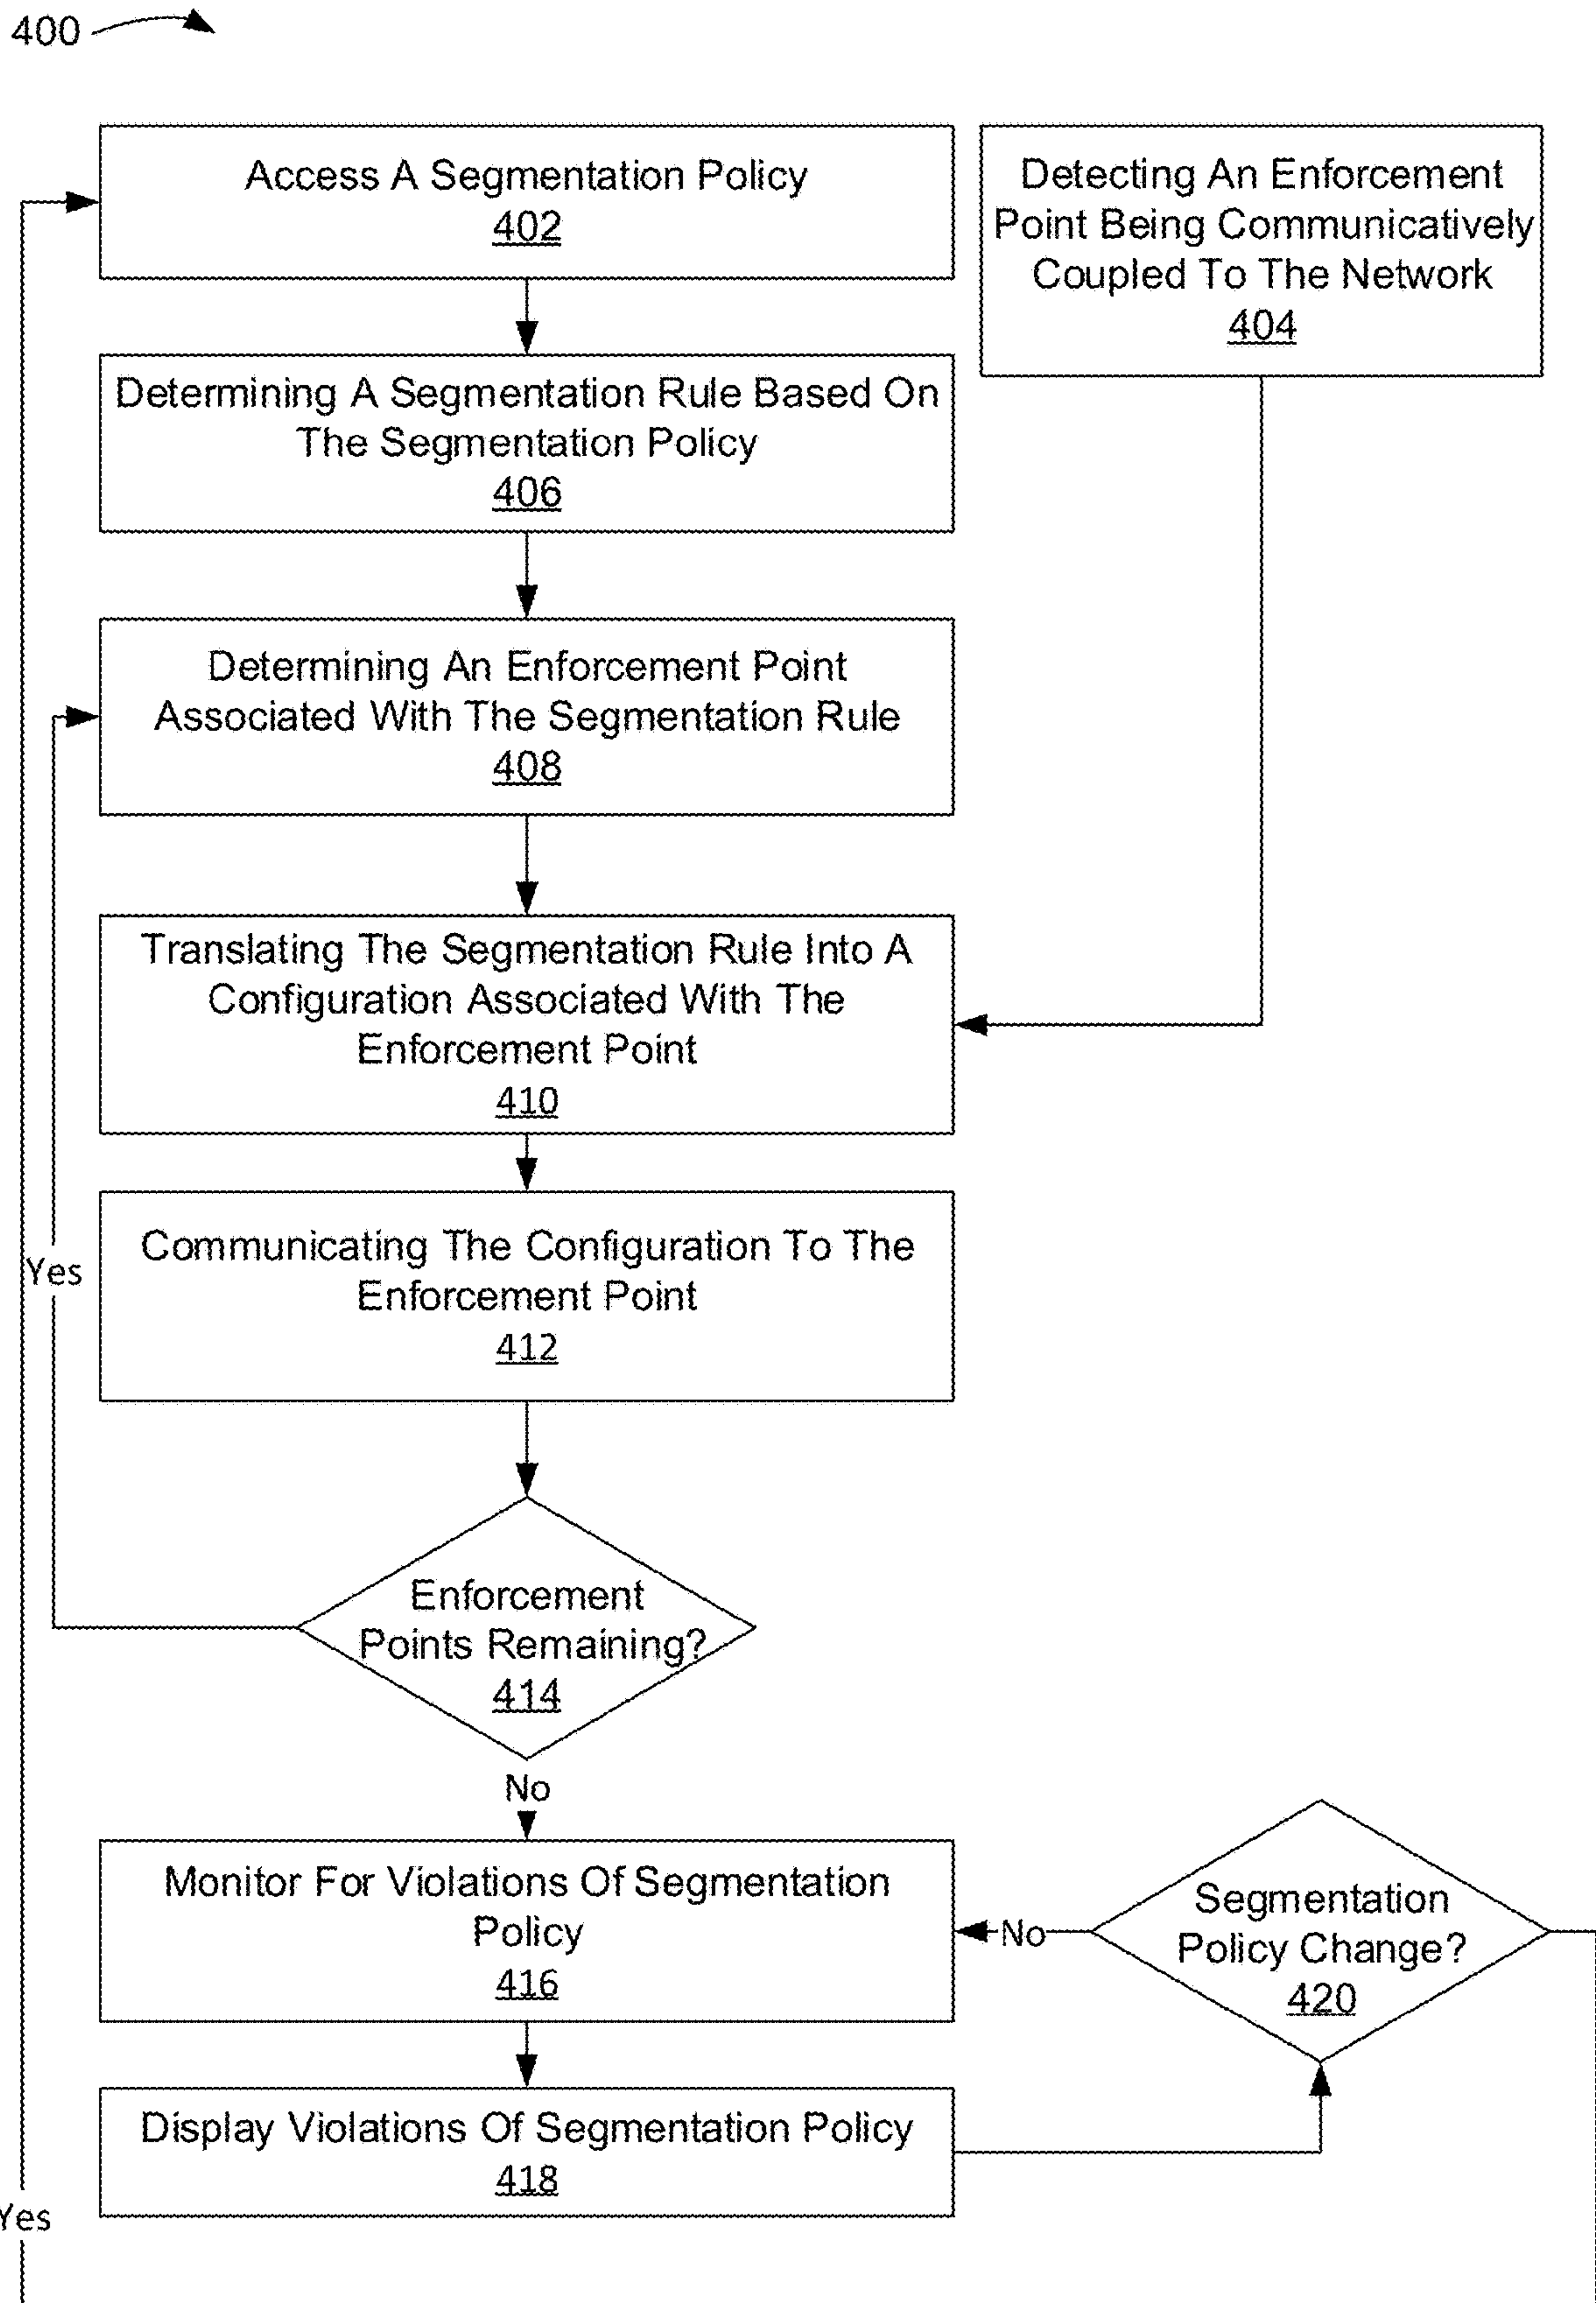 400
Access A Segmentation Policy
402
Detecting An Enforcement
Point Being Communicatively
Coupled To The Network
404
Determining A Segmentation Rule Based On
The Segmentation Policy
406
Determining An Enforcement Point
Associated With The Segmentation Rule
408
Translating The Segmentation Rule Into A
Configuration Associated With The
Enforcement Point
410
Communicating The Configuration To The
Enforcement Point
412
Yes
Enforcement
Points Remaining?
414
No
Monitor For Violations Of Segmentation
Policy
416
No
Segmentation
Policy Change?
420
Display Violations Of Segmentation Policy
418
Yes